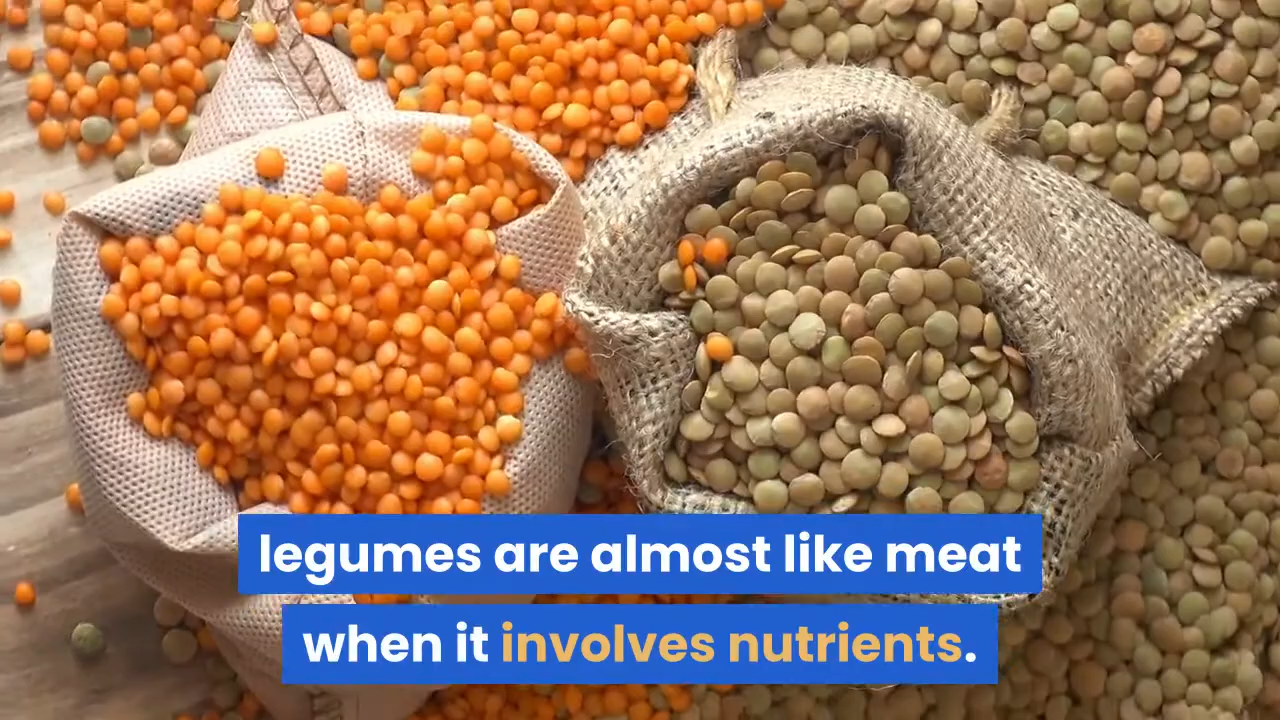 legumes are almost like meat
when it involves nutrients.